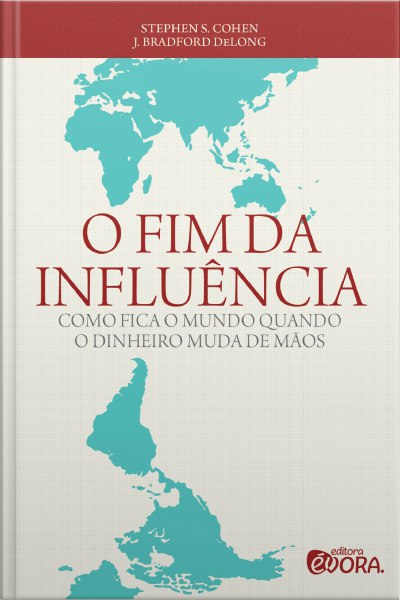 STEPHEN S. COHEN
J. BRADFORD DELONG
O FIM DA
INFLUÊNCIA
COMO FICA O MUNDO QUANDO
O DINHEIRO MUDA DE MÃOS
editora
ÉVORA.